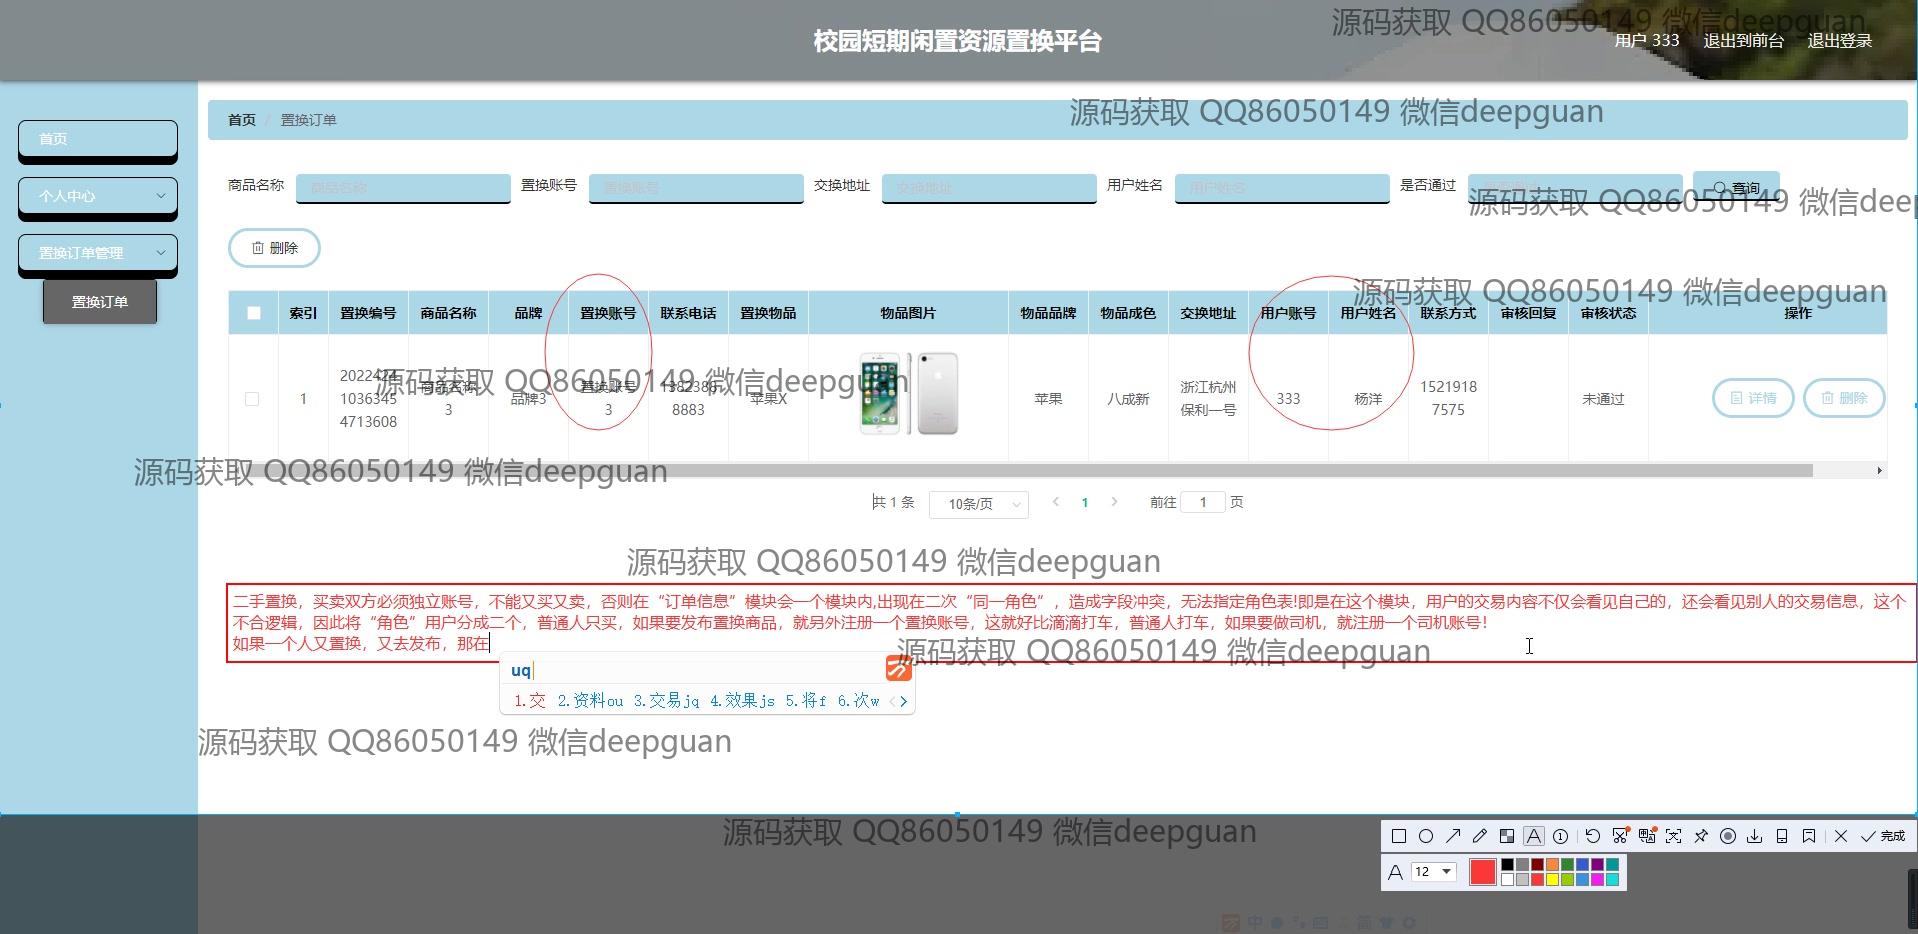 校园短期闲置资源置换平台
用户 333 退出到前台 退出登录
源码获取 QQ86050149 微信deepguan
首页 / 置换订单
源码获取 QQ86050149 微信deepguan
首页
个人中心
置换订单管理
置换订单
商品名称 商品名称 置换账号 置换账号 交换地址 交换地址 用户姓名 用户姓名 是否通过 查询
源码获取 QQ86050149 微信deep
删除
源码获取 QQ86050149 微信deepguan
索引 置换编号 商品名称 品牌 置换账号 联系电话 置换物品 物品图片 物品品牌 物品成色 交换地址 用户账号 用户姓名 联系方式 审核回复 审核状态 操作
1 2022424 1036345 4713608 商品名称3 品牌3 置换账号3 1382388 8883 苹果X 苹果 八成新 浙江杭州保利一号 333 杨洋 1521918 7575 未通过 详情 删除
源码获取 QQ86050149 微信deepguan
源码获取 QQ86050149 微信deepguan
共 1 条 10条/页 1 前往 1 页
源码获取 QQ86050149 微信deepguan
二手置换，买卖双方必须独立账号，不能又买又卖，否则在“订单信息”模块会一个模块内,出现在二次“同一角色”，造成字段冲突，无法指定角色表!即是在这个模块，用户的交易内容不仅会看见自己的，还会看见别人的交易信息，这个
不合逻辑，因此将“角色”用户分成二个，普通人只买，如果要发布置换商品，就另外注册一个置换账号，这就好比滴滴打车，普通人打车，如果要做司机，就注册一个司机账号！
如果一个人又置换，又去发布，那在
源码获取 QQ86050149 微信deepguan
uq
1.交 2.资料ou 3.交易jq 4.效果js 5.将f 6.次w
源码获取 QQ86050149 微信deepguan
源码获取 QQ86050149 微信deepguan
完成
A 12